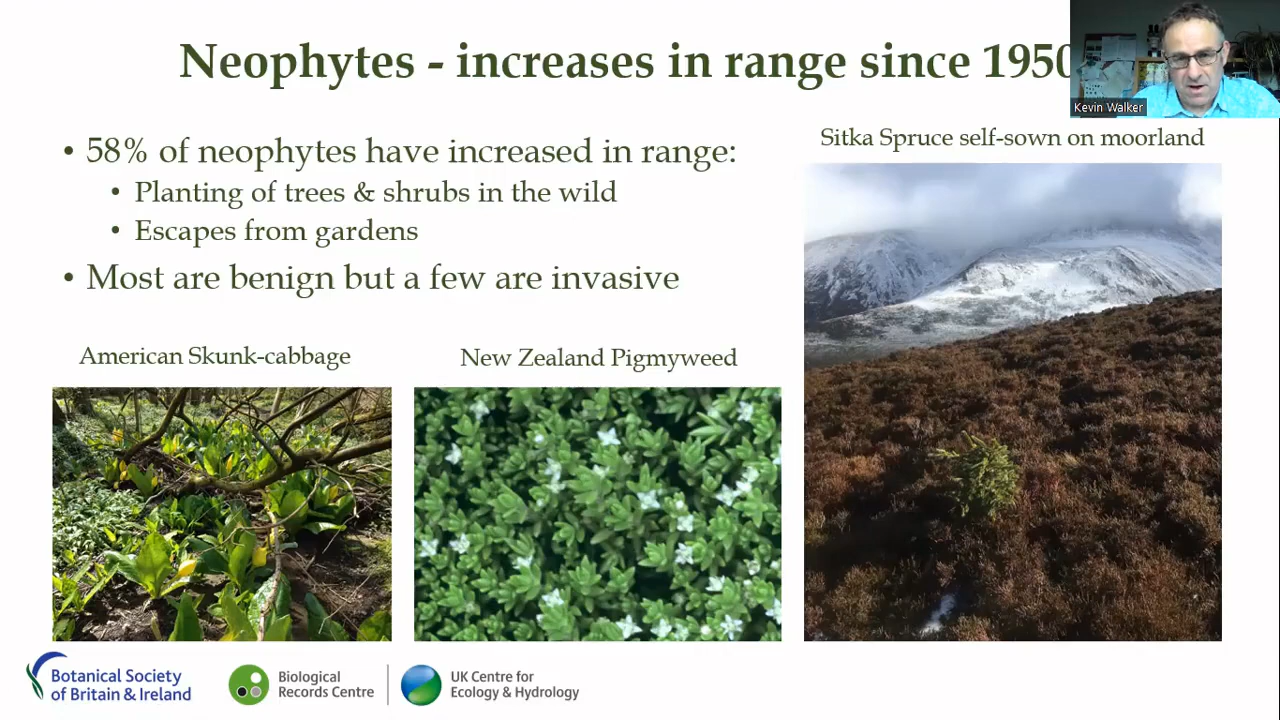 Neophytes - increases in range since 1950
Kevin Walker
• 58% of neophytes have increased in range:
• Planting of trees & shrubs in the wild
• Escapes from gardens
• Most are benign but a few are invasive
Sitka Spruce self-sown on moorland
American Skunk-cabbage
New Zealand Pigmyweed
Botanical Society
of Britain & Ireland
Biological
Records Centre
UK Centre for
Ecology & Hydrology